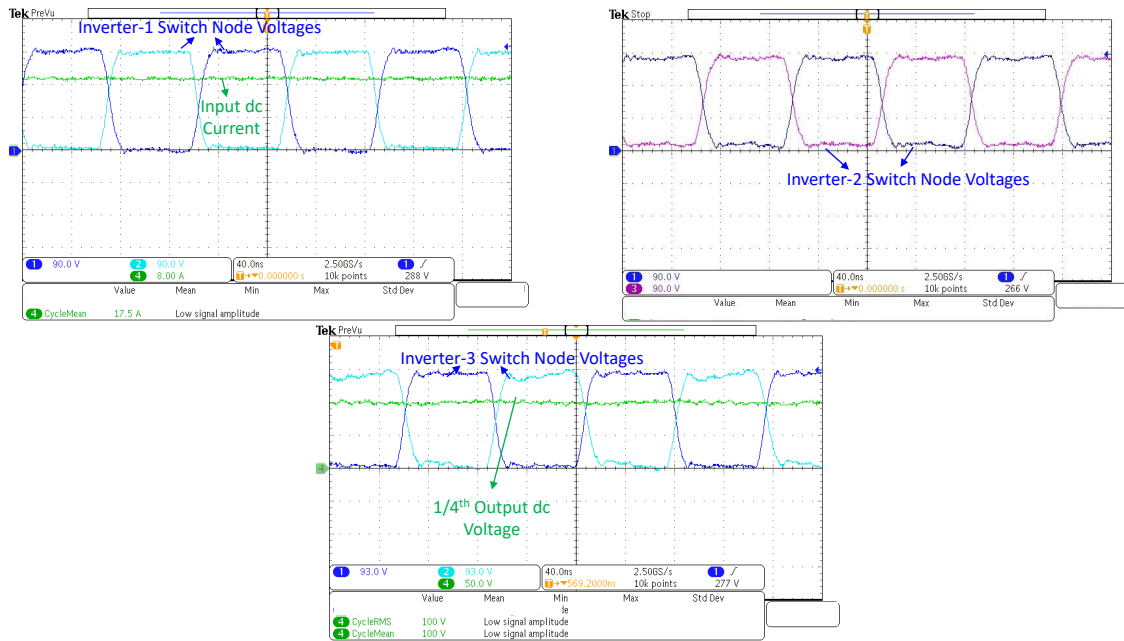 Tek PreVu
Inverter-1 Switch Node Voltages
Input dc
Current
1 90.0 V 2 90.0 V 40.0ns 2.50GS/s 1
4 8.00 A T→▼0.000000 s 10k points 288 V
Value Mean Min Max Std Dev
4 CycleMean 17.5 A Low signal amplitude
Tek Stop
Inverter-2 Switch Node Voltages
1 90.0 V 40.0ns 2.50GS/s 1
3 90.0 V T→▼0.000000 s 10k points 266 V
Value Mean Min Max Std Dev
Tek PreVu
Inverter-3 Switch Node Voltages
1/4th Output dc
Voltage
1 93.0 V 2 93.0 V 40.0ns 2.50GS/s 1
4 50.0 V T→▼569.2000ns 10k points 277 V
Value Mean Min Max Std Dev
4 CycleRMS 100 V Low signal amplitude
4 CycleMean 100 V Low signal amplitude